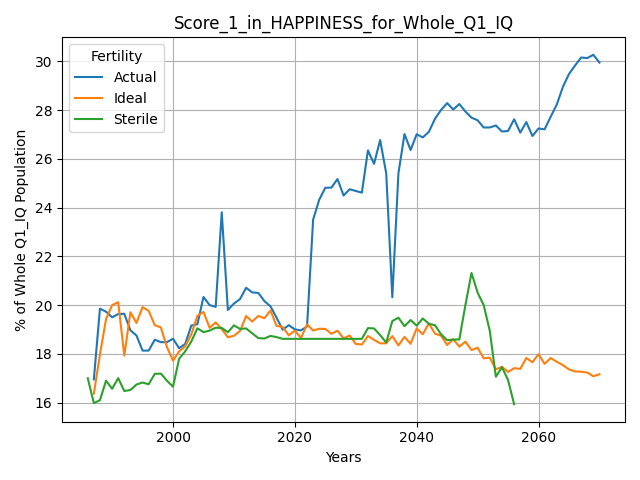 Score_1_in_HAPPINESS_for_Whole_Q1_IQ
Fertility
Actual
Ideal
Sterile
% of Whole Q1_IQ Population
30
28
26
24
22
20
18
16
2000 2020 2040 2060
Years